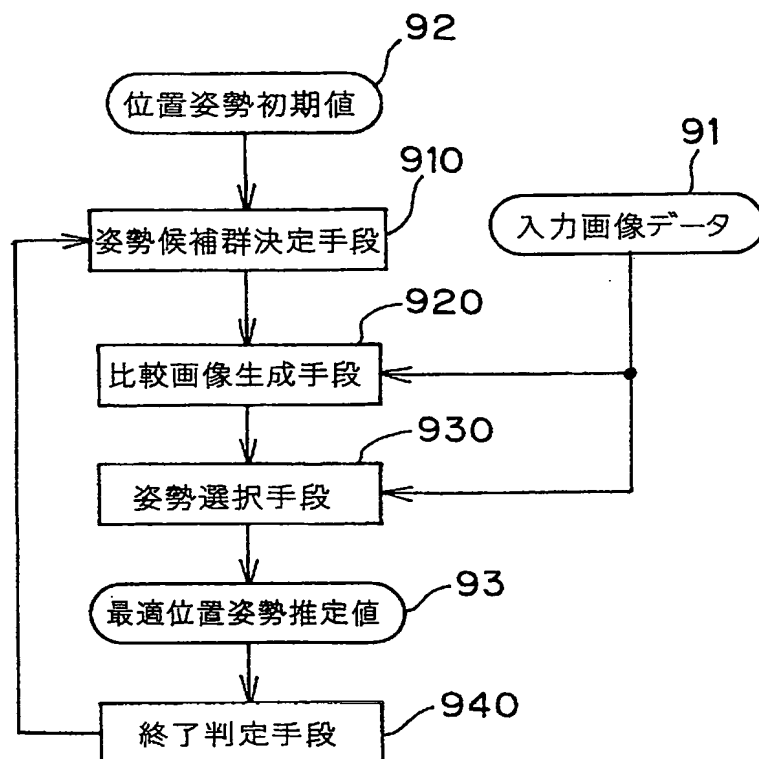 92
位置姿勢初期値
910
91
姿勢候補群決定手段
入力画像データ
920
比較画像生成手段
930
姿勢選択手段
93
最適位置姿勢推定値
940
終了判定手段